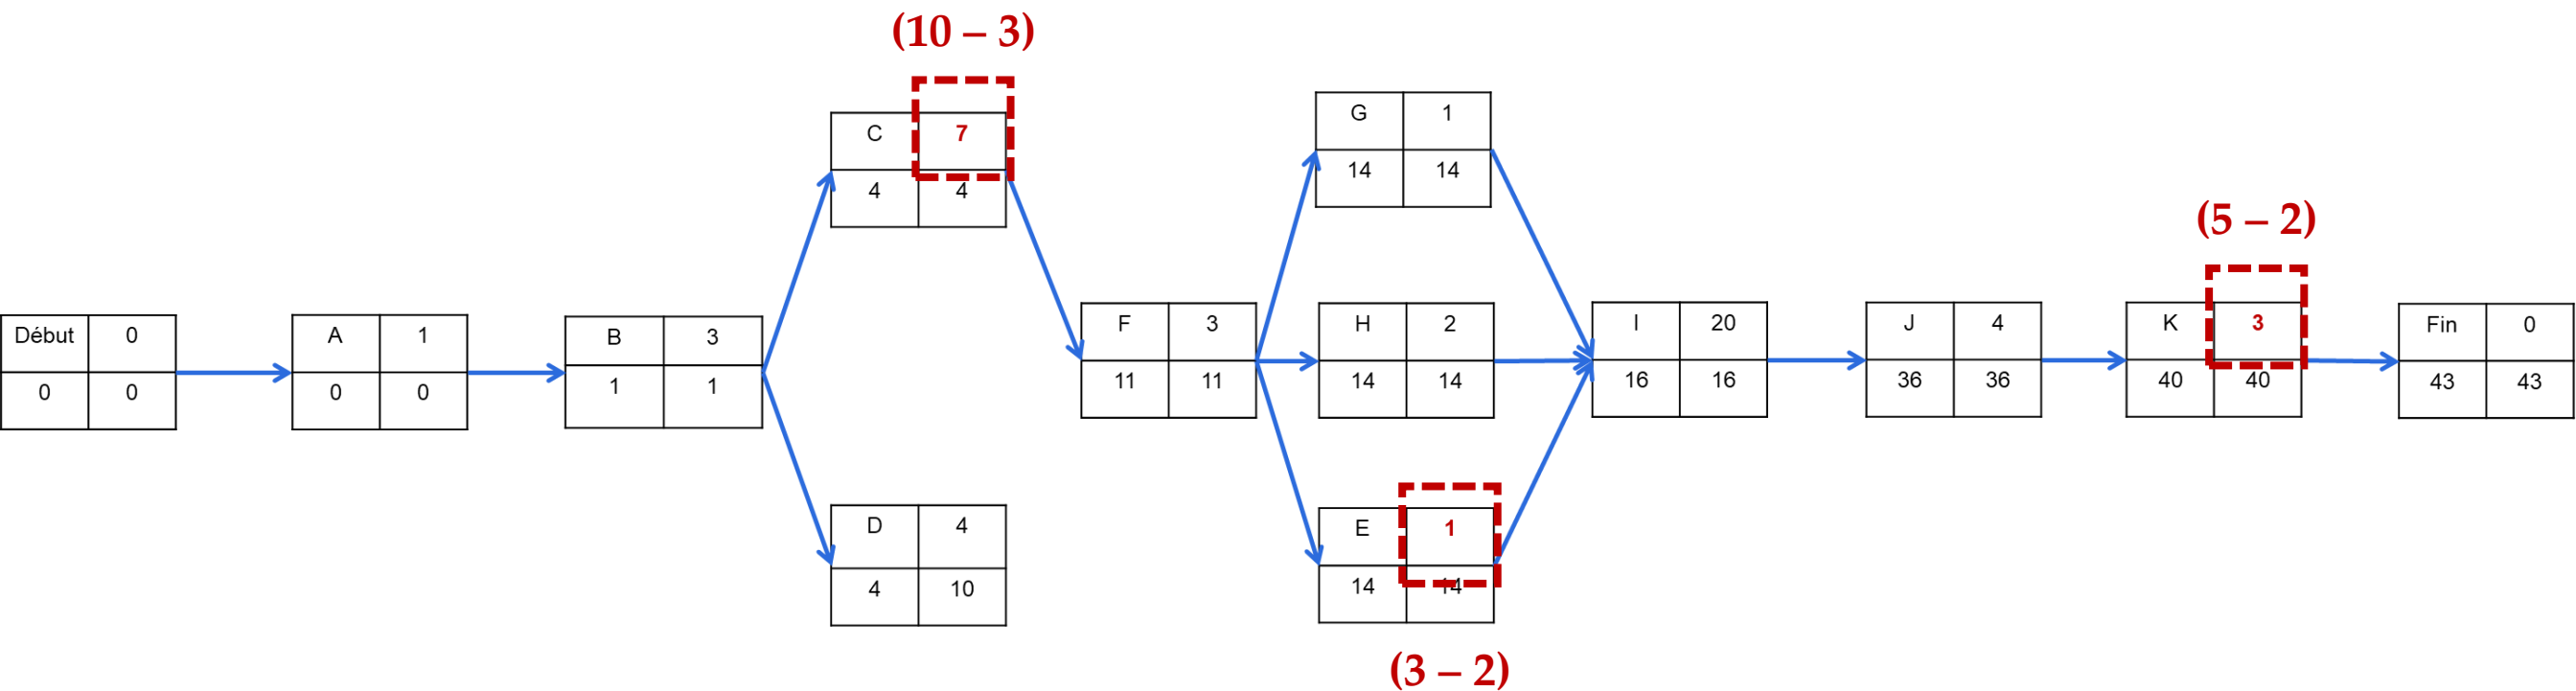 (10 – 3)
C 7
4 4
G 1
14 14
(5 – 2)
Début 0
0 0
A 1
0 0
B 3
1 1
F 3
11 11
H 2
14 14
I 20
16 16
J 4
36 36
K 3
40 40
Fin 0
43 43
D 4
4 10
E 1
14 14
(3 – 2)